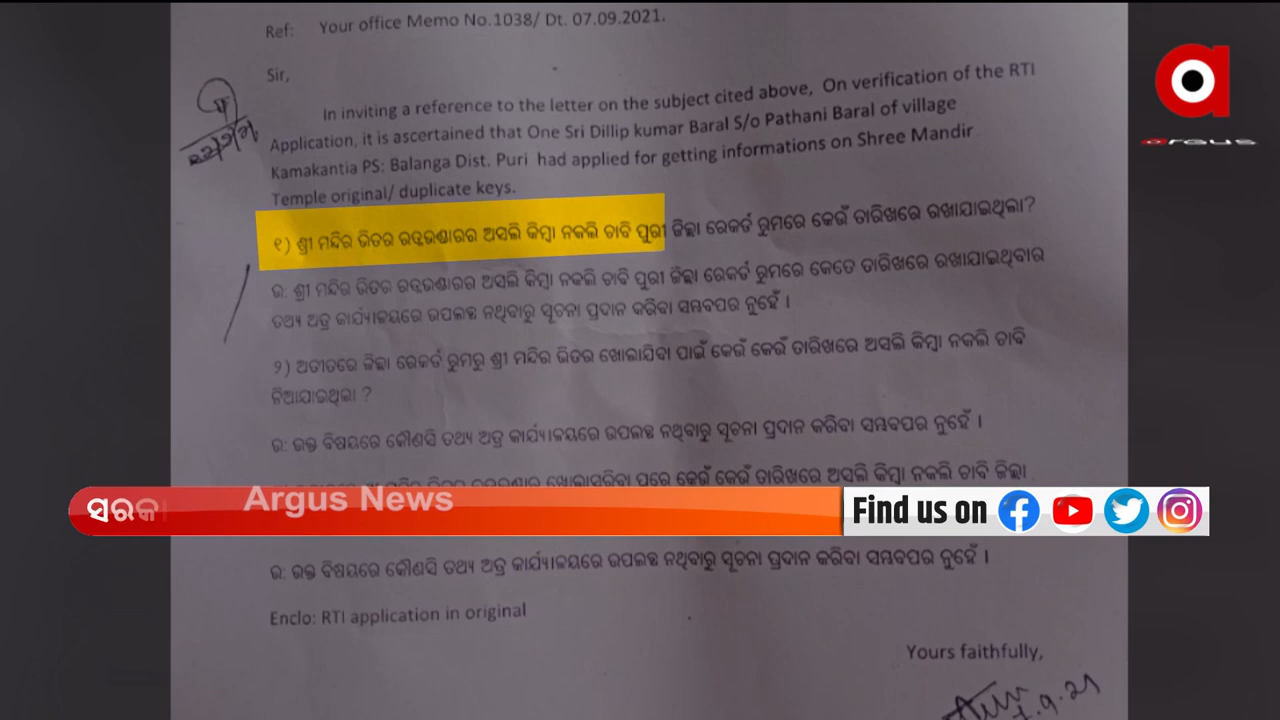 Ref: Your office Memo No.1038/ Dt. 07.09.2021.
Sir,
In inviting a reference to the letter on the subject cited above, On verification of the RTI
Application, it is ascertained that One Sri Dillip kumar Baral S/o Pathani Baral of village
Kamakantia PS: Balanga Dist. Puri had applied for getting informations on Shree Mandir
Temple original/ duplicate keys.
୧) ଶ୍ରୀ ମନ୍ଦିର ଭିତର ରତ୍ନଭଣ୍ଡାରର ଅସଲି କିମ୍ବା ନକଲି ଚାବି ପୁରୀ ଜିଲ୍ଲା ରେକର୍ଡ ରୁମରେ କେଉଁ ତାରିଖରେ ରଖାଯାଇଥିଲା?
ଉ: ଶ୍ରୀ ମନ୍ଦିର ଭିତର ରତ୍ନଭଣ୍ଡାରର ଅସଲି କିମ୍ବା ନକଲି ଚାବି ପୁରୀ ଜିଲ୍ଲା ରେକର୍ଡ ରୁମରେ କେତେ ତାରିଖରେ ରଖାଯାଇଥିବାର
ତଥ୍ୟ ଅତ୍ର କାର୍ଯ୍ୟାଳୟରେ ଉପଲବ୍ଧ ନଥିବାରୁ ସୂଚନା ପ୍ରଦାନ କରିବା ସମ୍ଭବପର ନୁହେଁ ।
୨) ଅତୀତରେ ଜିଲ୍ଲା ରେକର୍ଡ ରୁମରୁ ଶ୍ରୀ ମନ୍ଦିର ଭିତର ଖୋଲାଯିବା ପାଇଁ କେଉଁ କେଉଁ ତାରିଖରେ ଅସଲି କିମ୍ବା ନକଲି ଚାବି
ନିଆଯାଇଥିଲା ?
ଉ: ଉକ୍ତ ବିଷୟରେ କୌଣସି ତଥ୍ୟ ଅତ୍ର କାର୍ଯ୍ୟାଳୟରେ ଉପଲବ୍ଧ ନଥିବାରୁ ସୂଚନା ପ୍ରଦାନ କରିବା ସମ୍ଭବପର ନୁହେଁ ।
ଖୋଲାସରିବା ପରେ କେଉଁ କେଉଁ ତାରିଖରେ ଅସଲି କିମ୍ବା ନକଲି ଚାବି ଜିଲ୍ଲା
ସରକା
Argus News
Find us on
ଉ: ଉକ୍ତ ବିଷୟରେ କୌଣସି ତଥ୍ୟ ଅତ୍ର କାର୍ଯ୍ୟାଳୟରେ ଉପଲବ୍ଧ ନଥିବାରୁ ସୂଚନା ପ୍ରଦାନ କରିବା ସମ୍ଭବପର ନୁହେଁ ।
Enclo: RTI application in original
Yours faithfully,
argus